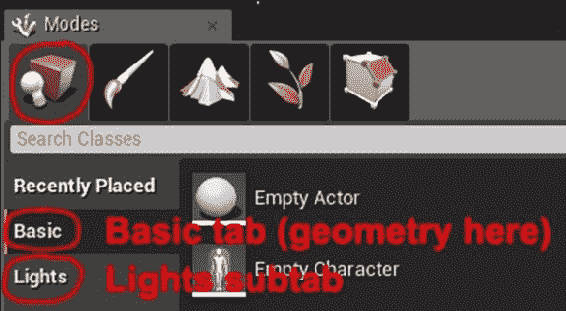 Modes
Search Classes
Recently Placed
Empty Actor
Basic
Basic tab (geometry here)
Lights
Lights subtab
Empty Character